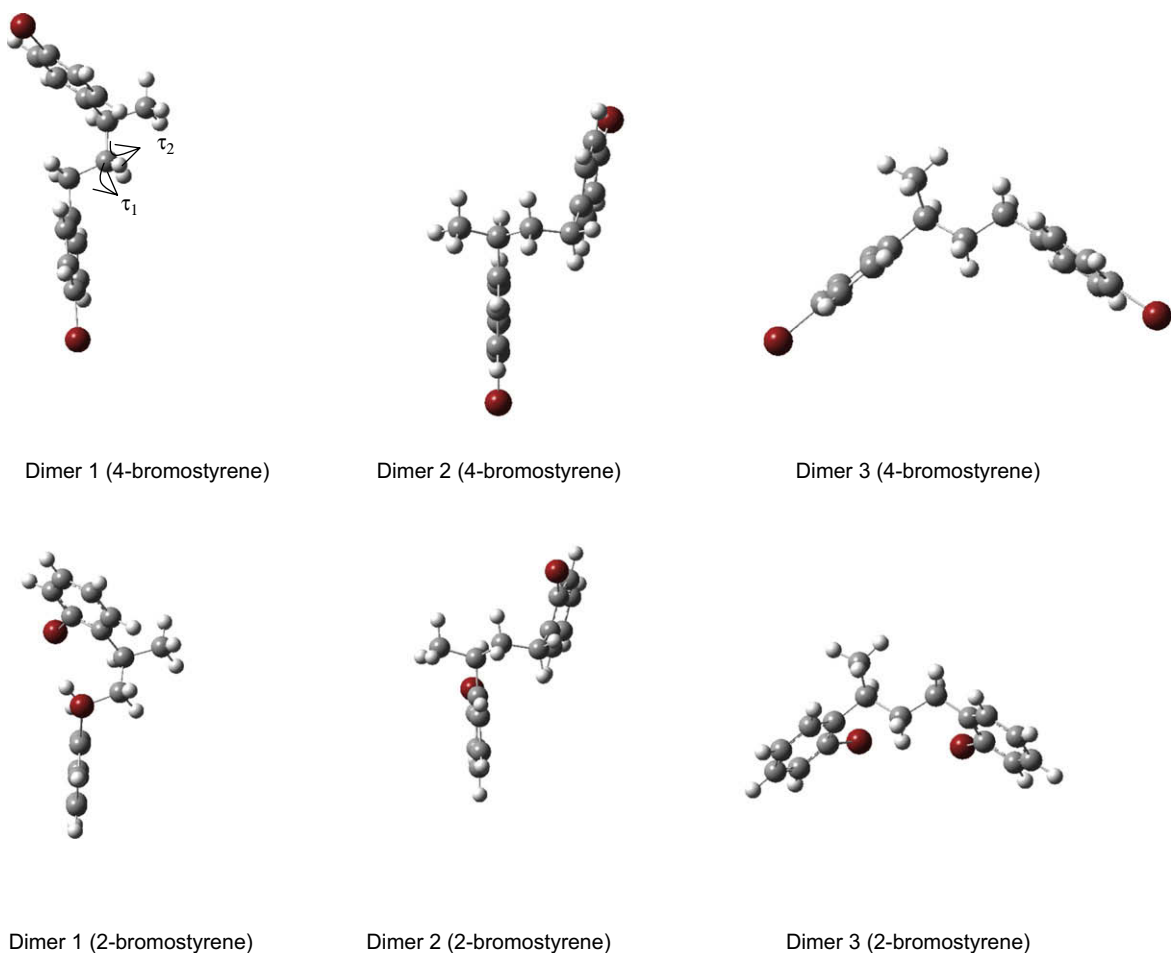 τ2
τ1
Dimer 1 (4-bromostyrene)
Dimer 2 (4-bromostyrene)
Dimer 3 (4-bromostyrene)
Dimer 1 (2-bromostyrene)
Dimer 2 (2-bromostyrene)
Dimer 3 (2-bromostyrene)